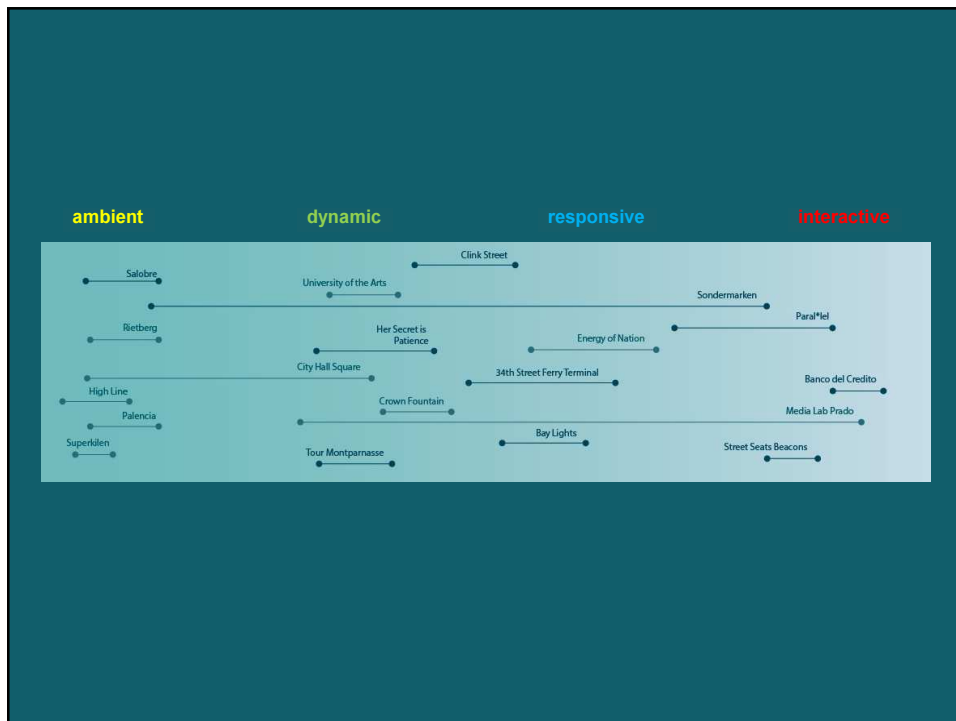 ambient dynamic responsive interactive
Clink Street
Salobre
University of the Arts
Sondermarken
Paral*lel
Rietberg
Her Secret is
Patience
Energy of Nation
City Hall Square
34th Street Ferry Terminal
Banco del Credito
High Line
Crown Fountain
Media Lab Prado
Palencia
Bay Lights
Superkilen
Street Seats Beacons
Tour Montparnasse